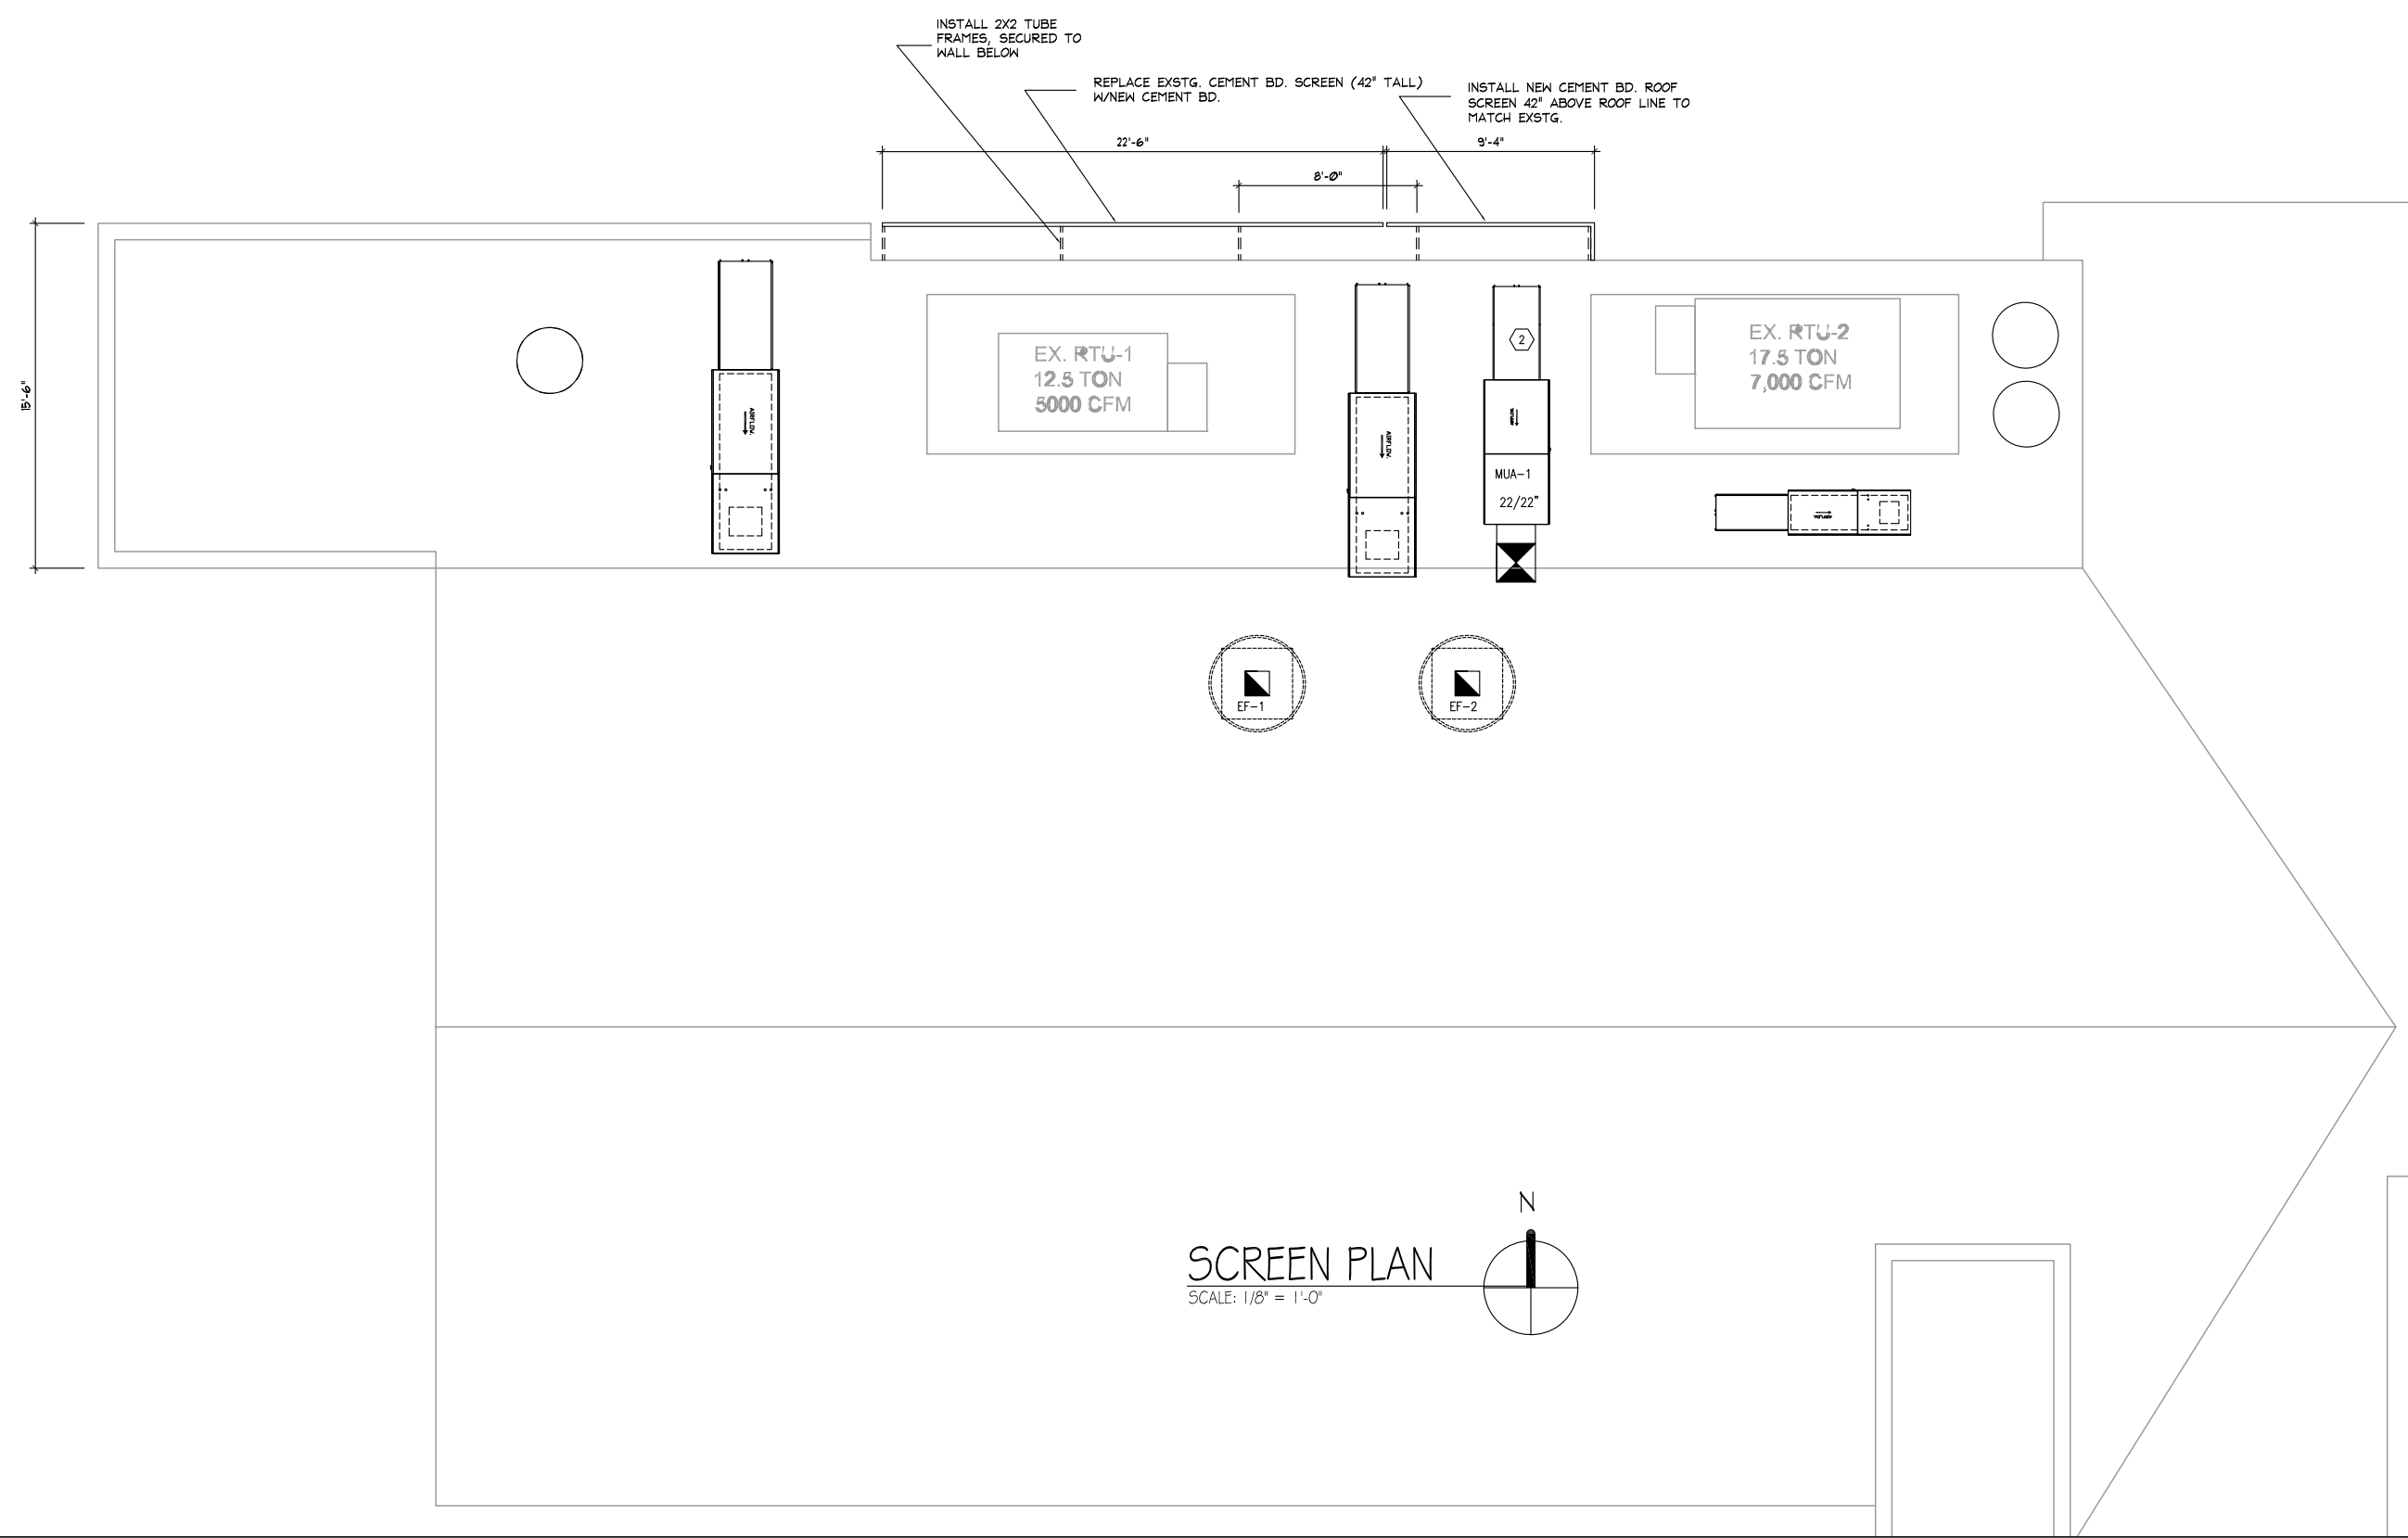 INSTALL 2X2 TUBE
FRAMES, SECURED TO
WALL BELOW
REPLACE EXSTG. CEMENT BD. SCREEN (42" TALL)
W/NEW CEMENT BD.
INSTALL NEW CEMENT BD. ROOF
SCREEN 42" ABOVE ROOF LINE TO
MATCH EXSTG.
22'-6"
9'-4"
8'-0"
15'-6"
EX. RTU-1
12.5 TON
5000 CFM
2
EX. RTU-2
17.5 TON
7,000 CFM
AIRFLOW.
AIRFLOW.
MUA-1
22/22"
AIRFLOW.
EF-1
EF-2
N
SCREEN PLAN
SCALE: 1/8" = 1'-0"